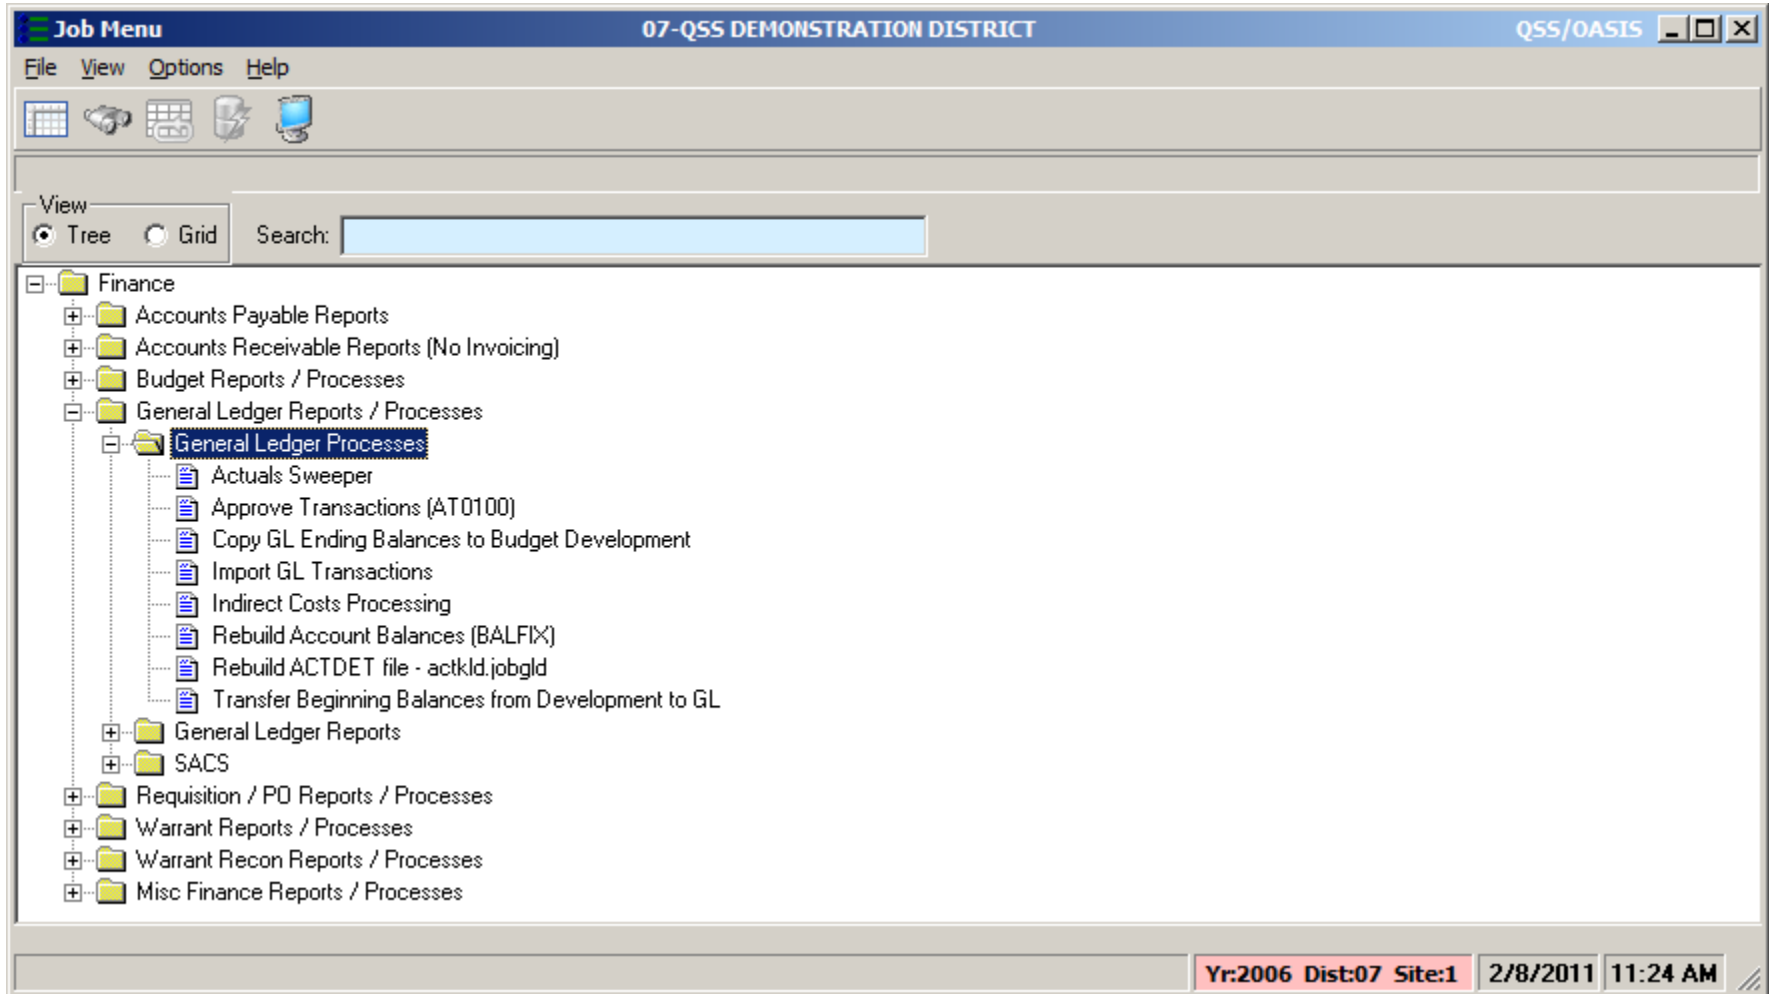 Job Menu 07-QSS DEMONSTRATION DISTRICT QSS/OASIS
File View Options Help
View
Tree Grid Search:
Finance
Accounts Payable Reports
Accounts Receivable Reports (No Invoicing)
Budget Reports / Processes
General Ledger Reports / Processes
General Ledger Processes
Actuals Sweeper
Approve Transactions (AT0100)
Copy GL Ending Balances to Budget Development
Import GL Transactions
Indirect Costs Processing
Rebuild Account Balances (BALFIX)
Rebuild ACTDET file - actkld.jobgld
Transfer Beginning Balances from Development to GL
General Ledger Reports
SACS
Requisition / PO Reports / Processes
Warrant Reports / Processes
Warrant Recon Reports / Processes
Misc Finance Reports / Processes
Yr:2006 Dist:07 Site:1 2/8/2011 11:24 AM